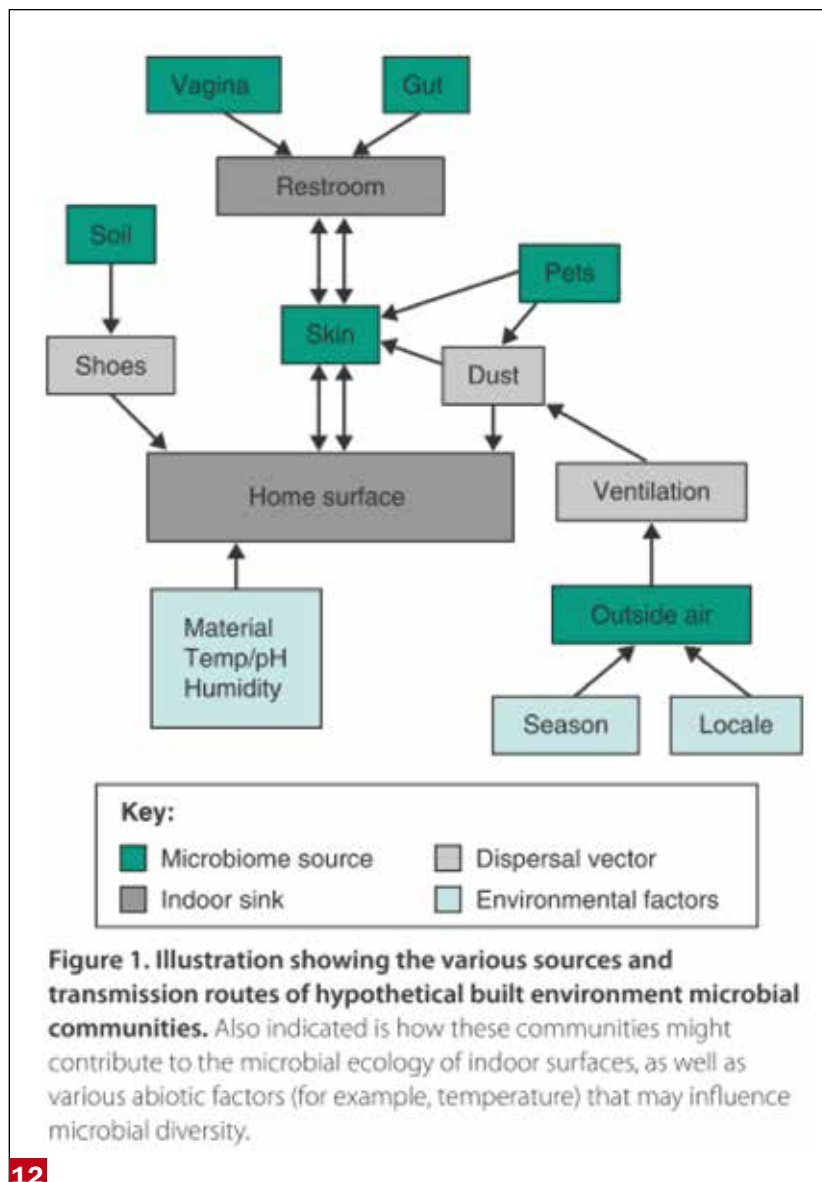 Vagina
Gut
Restroom
Soil
Pets
Skin
Shoes
Dust
Home surface
Ventilation
Material
Temp/pH
Humidity
Outside air
Season
Locale
Key:
Microbiome source
Dispersal vector
Indoor sink
Environmental factors
Figure 1. Illustration showing the various sources and
transmission routes of hypothetical built environment microbial
communities. Also indicated is how these communities might
contribute to the microbial ecology of indoor surfaces, as well as
various abiotic factors (for example, temperature) that may influence
microbial diversity.
12